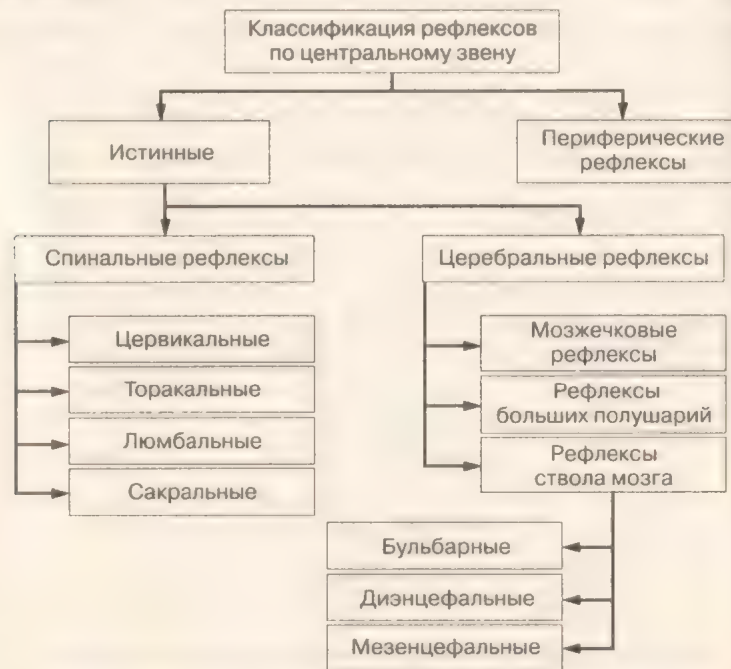 Классификация рефлексов
по центральному звену
Истинные
Периферические
рефлексы
Спинальные рефлексы
Церебральные рефлексы
Цервикальные
Торакальные
Люмбальные
Сакральные
Мозжечковые
рефлексы
Рефлексы
больших полушарий
Рефлексы
ствола мозга
Бульбарные
Диэнцефальные
Мезенцефальные